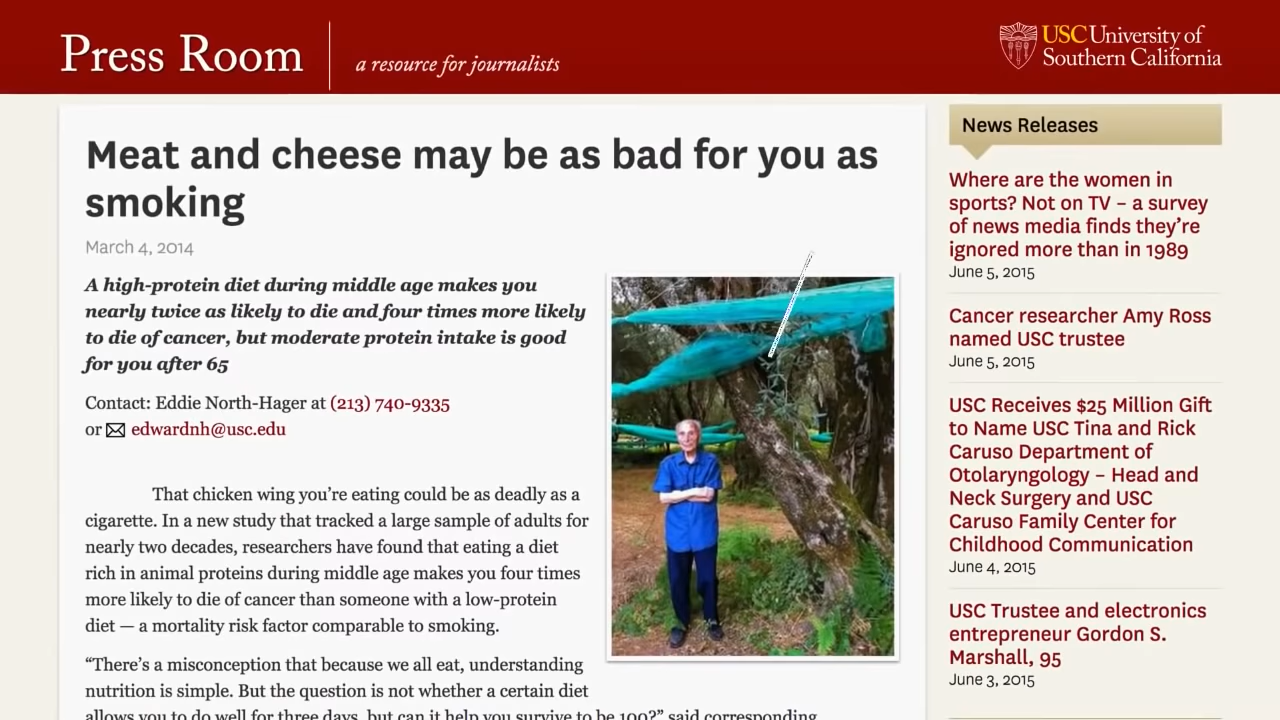 Press Room
a resource for journalists
USC University of
Southern California
Meat and cheese may be as bad for you as
smoking
March 4, 2014
A high-protein diet during middle age makes you
nearly twice as likely to die and four times more likely
to die of cancer, but moderate protein intake is good
for you after 65
Contact: Eddie North-Hager at (213) 740-9335
or edwardnh@usc.edu
That chicken wing you're eating could be as deadly as a
cigarette. In a new study that tracked a large sample of adults for
nearly two decades, researchers have found that eating a diet
rich in animal proteins during middle age makes you four times
more likely to die of cancer than someone with a low-protein
diet — a mortality risk factor comparable to smoking.
“There's a misconception that because we all eat, understanding
nutrition is simple. But the question is not whether a certain diet
allows you to do well for three days, but can it help you survive to be 100?” said corresponding
News Releases
Where are the women in
sports? Not on TV – a survey
of news media finds they're
ignored more than in 1989
June 5, 2015
Cancer researcher Amy Ross
named USC trustee
June 5, 2015
USC Receives $25 Million Gift
to Name USC Tina and Rick
Caruso Department of
Otolaryngology – Head and
Neck Surgery and USC
Caruso Family Center for
Childhood Communication
June 4, 2015
USC Trustee and electronics
entrepreneur Gordon S.
Marshall, 95
June 3, 2015